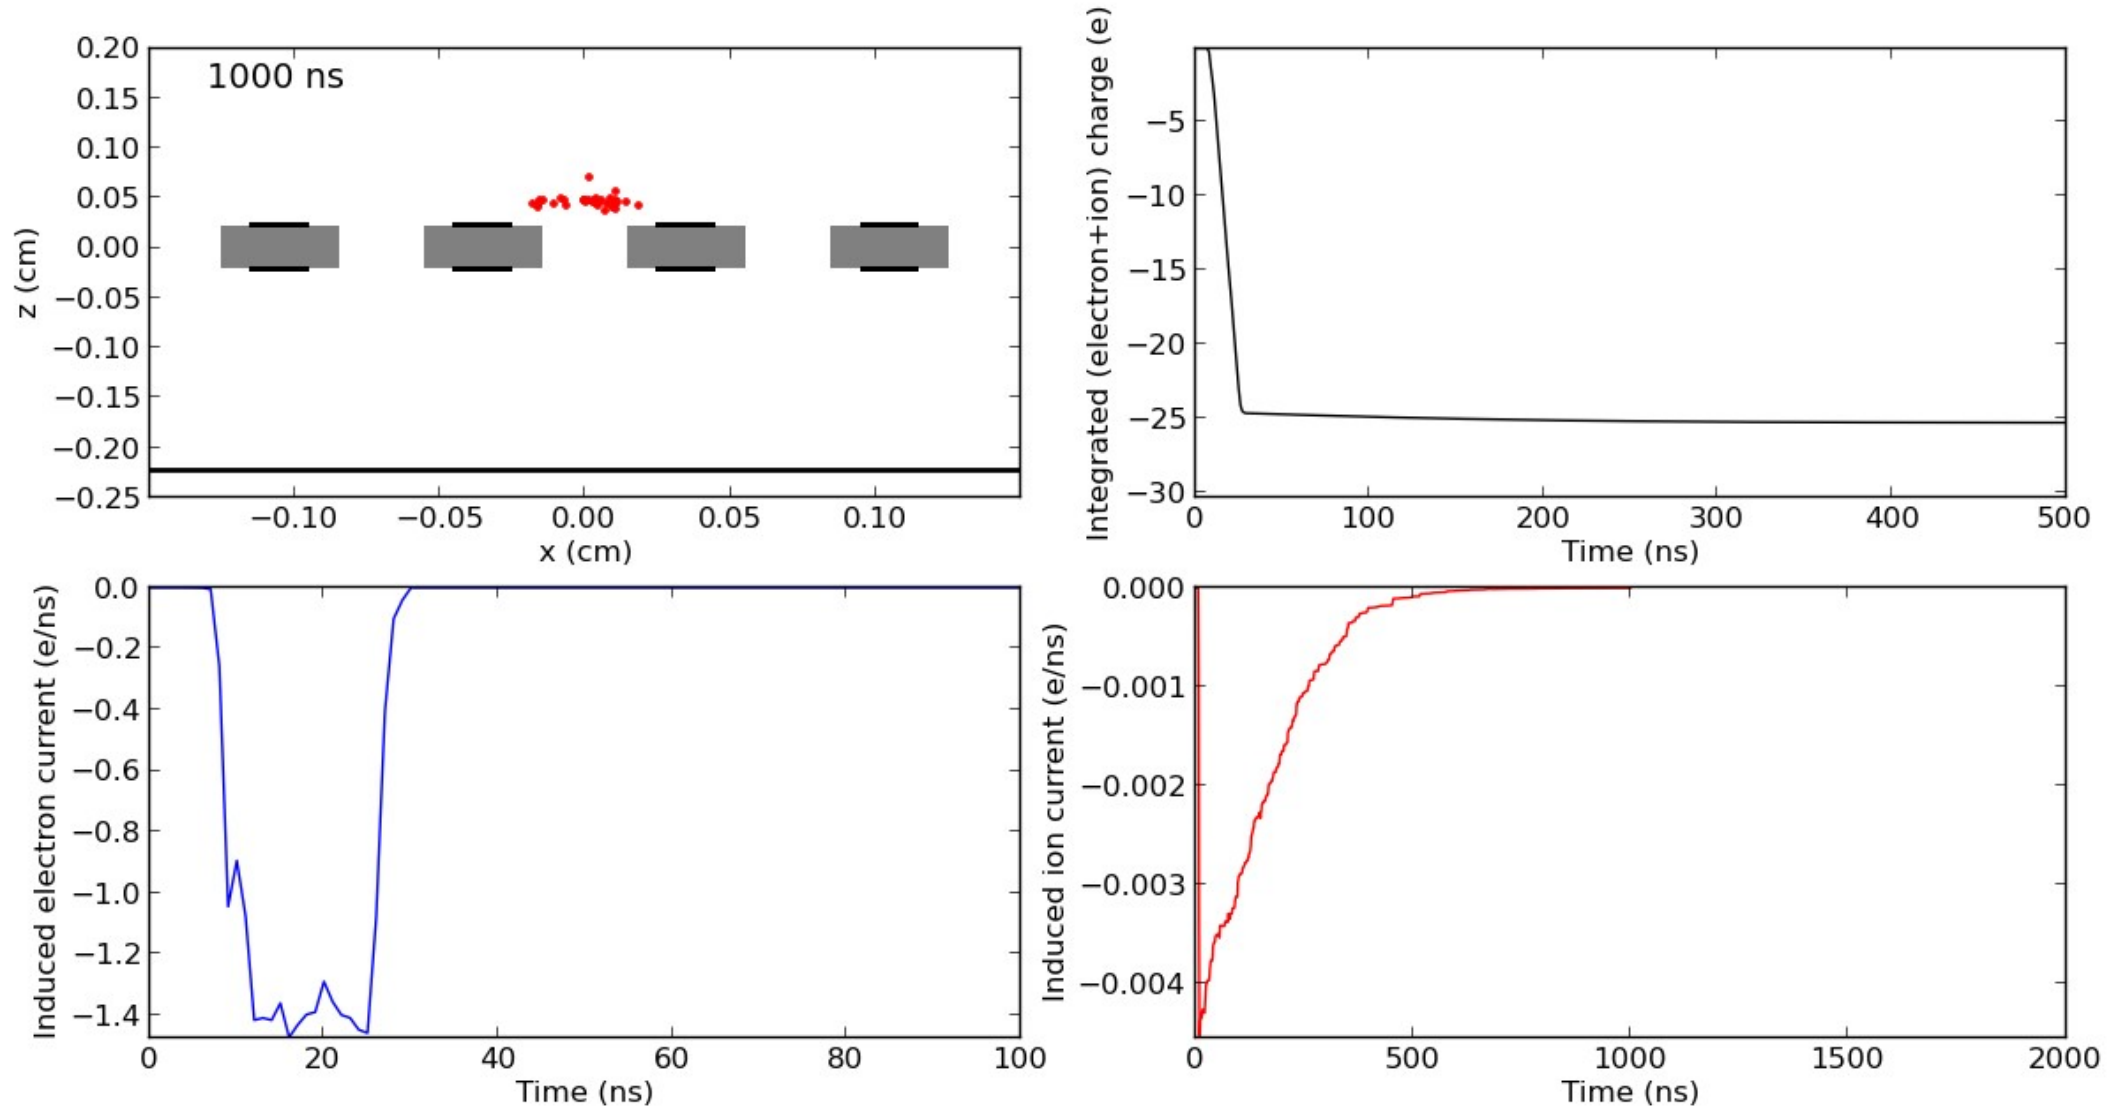 1000 ns
0.20
0.15
0.10
0.05
0.00
−0.05
−0.10
−0.15
−0.20
−0.25
z (cm)
−0.10 −0.05 0.00 0.05 0.10
x (cm)
Integrated (electron+ion) charge (e)
−5
−10
−15
−20
−25
−30
0 100 200 300 400 500
Time (ns)
Induced electron current (e/ns)
0.0
−0.2
−0.4
−0.6
−0.8
−1.0
−1.2
−1.4
0 20 40 60 80 100
Time (ns)
Induced ion current (e/ns)
0.000
−0.001
−0.002
−0.003
−0.004
0 500 1000 1500 2000
Time (ns)